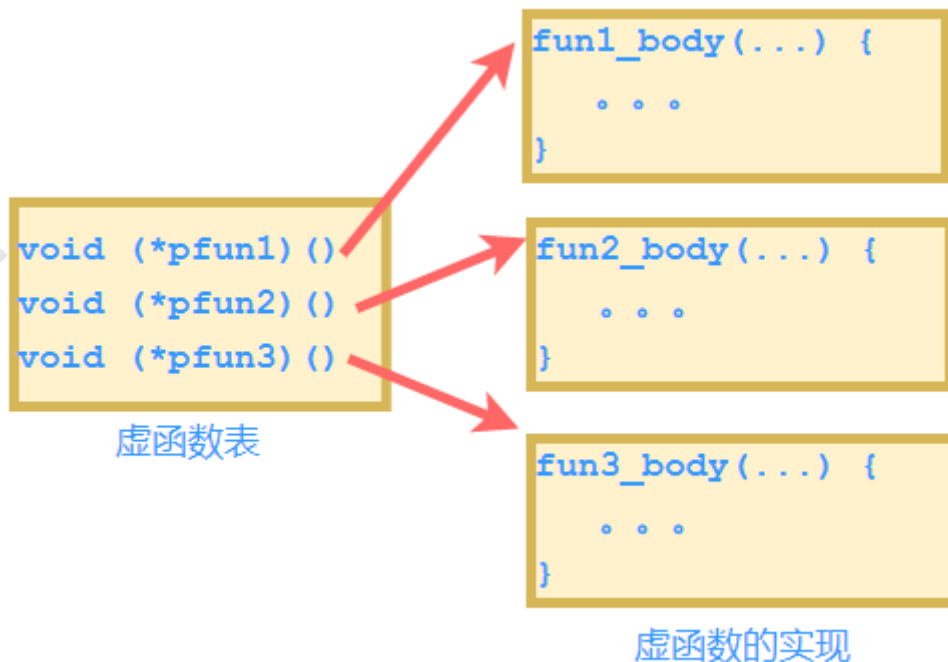 void (*pfun1)()
void (*pfun2)()
void (*pfun3)()
虚函数表
fun1_body(...) {
。。。
}
fun2_body(...) {
。。。
}
fun3_body(...) {
。。。
}
虚函数的实现